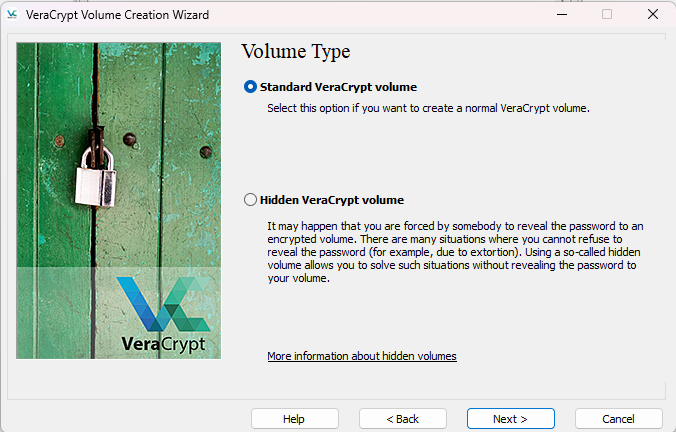 VeraCrypt Volume Creation Wizard
Volume Type
Standard VeraCrypt volume
Select this option if you want to create a normal VeraCrypt volume.
Hidden VeraCrypt volume
It may happen that you are forced by somebody to reveal the password to an
encrypted volume. There are many situations where you cannot refuse to
reveal the password (for example, due to extortion). Using a so-called hidden
volume allows you to solve such situations without revealing the password to
your volume.
VeraCrypt
More information about hidden volumes
Help
< Back
Next >
Cancel